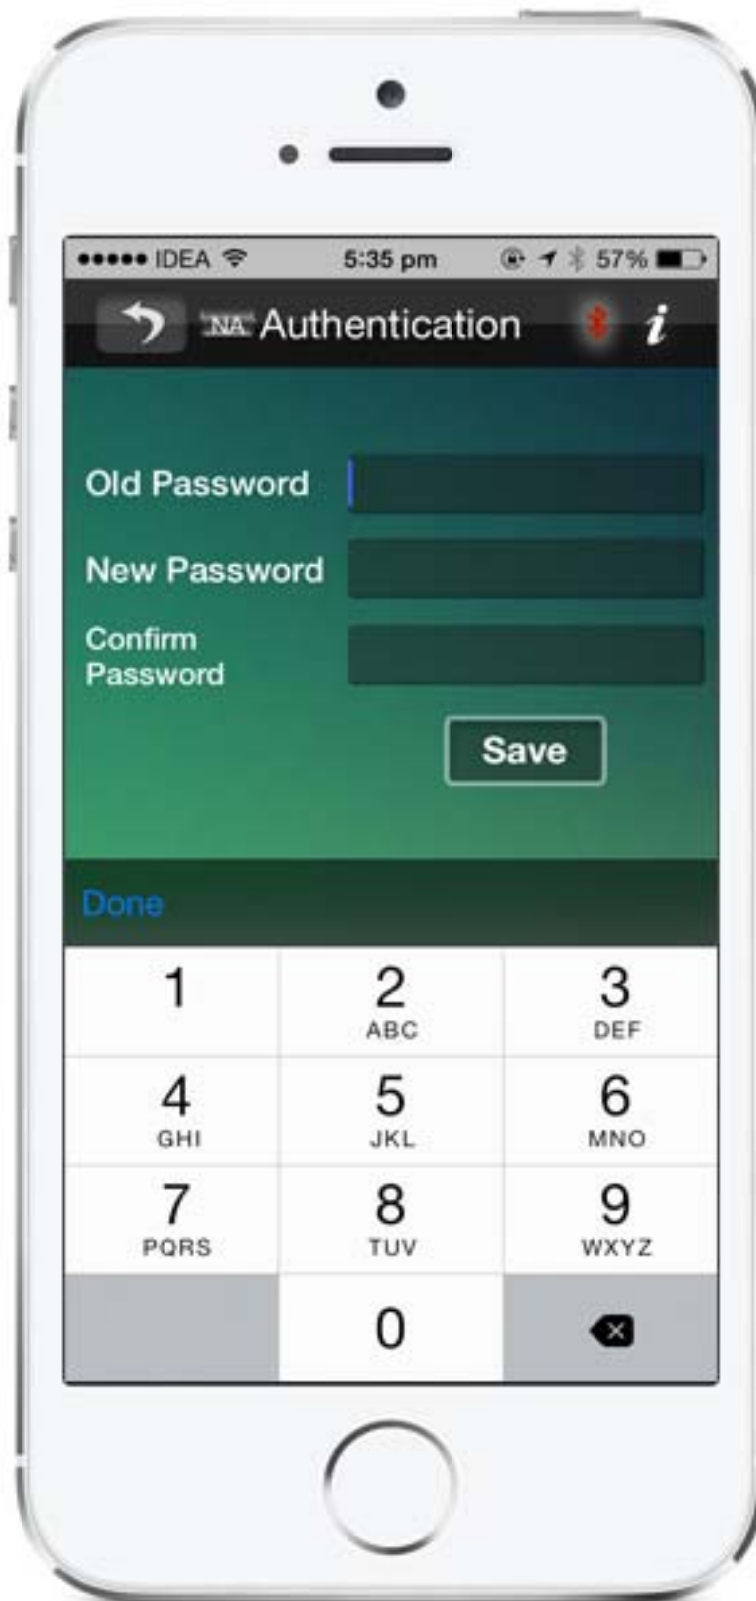 IDEA 5:35 pm 57%
NA Authentication i
Old Password
New Password
Confirm
Password
Save
Done
1 2 3
ABC DEF
4 5 6
GHI JKL MNO
7 8 9
PQRS TUV WXYZ
0